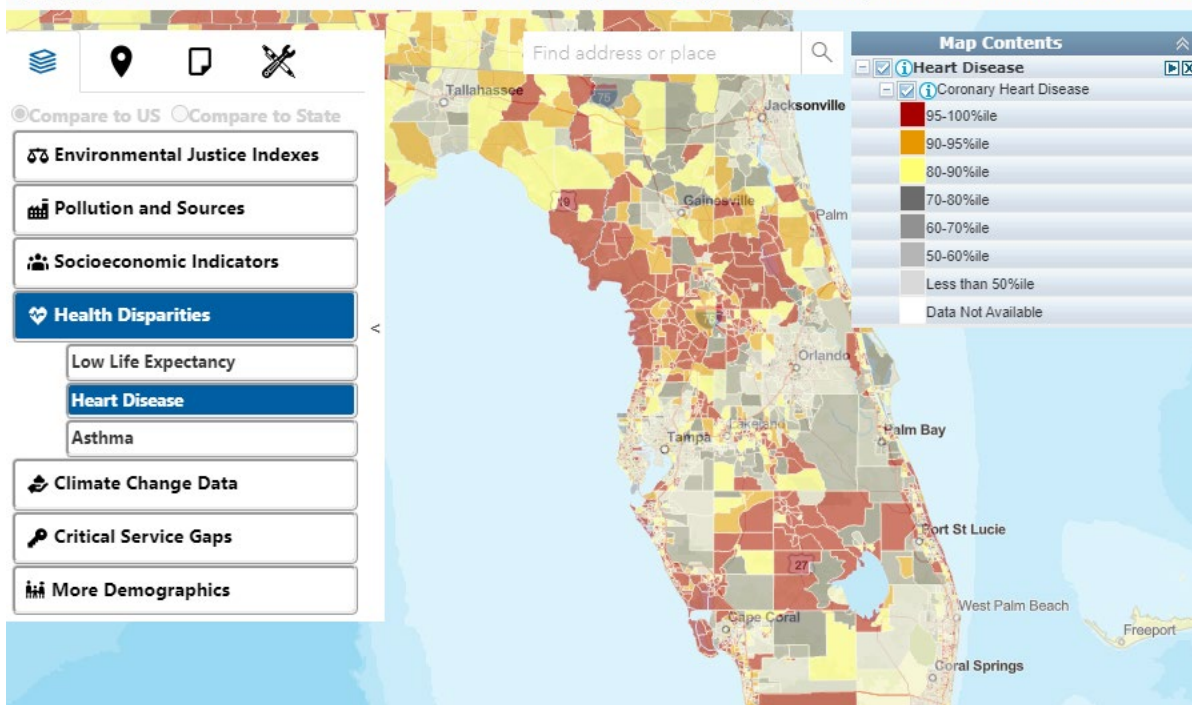 Compare to US Compare to State
Environmental Justice Indexes
Pollution and Sources
Socioeconomic Indicators
Health Disparities
Low Life Expectancy
Heart Disease
Asthma
Climate Change Data
Critical Service Gaps
More Demographics
<
Find address or place
Map Contents
Heart Disease
Coronary Heart Disease
95-100%ile
90-95%ile
80-90%ile
70-80%ile
60-70%ile
50-60%ile
Less than 50%ile
Data Not Available
Tallahassee
75
Jacksonville
19
Gainesville
Palm
75
Orlando
Tampa
Lakeland
Palm Bay
Port St Lucie
27
West Palm Beach
Cape Coral
Freeport
Coral Springs